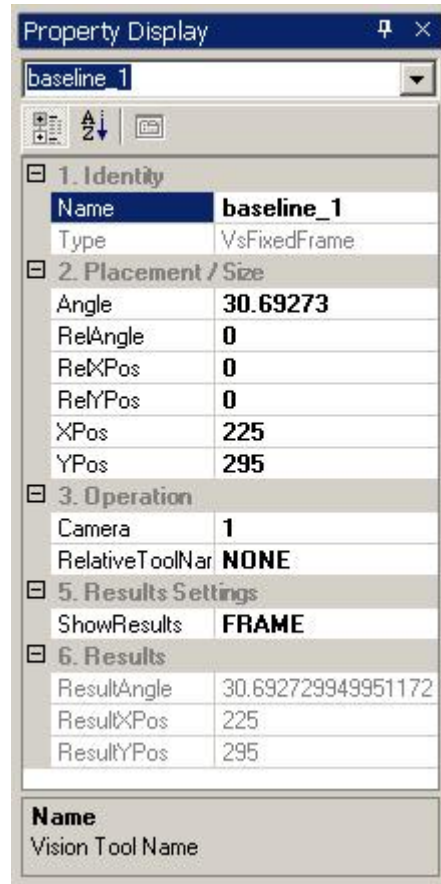 Property Display
baseline_1
1. Identity
Name baseline_1
Type VsFixedFrame
2. Placement / Size
Angle 30.69273
RelAngle 0
RelXPos 0
RelYPos 0
XPos 225
YPos 295
3. Operation
Camera 1
RelativeToolNar NONE
5. Results Settings
ShowResults FRAME
6. Results
ResultAngle 30.692729949951172
ResultXPos 225
ResultYPos 295
Name
Vision Tool Name